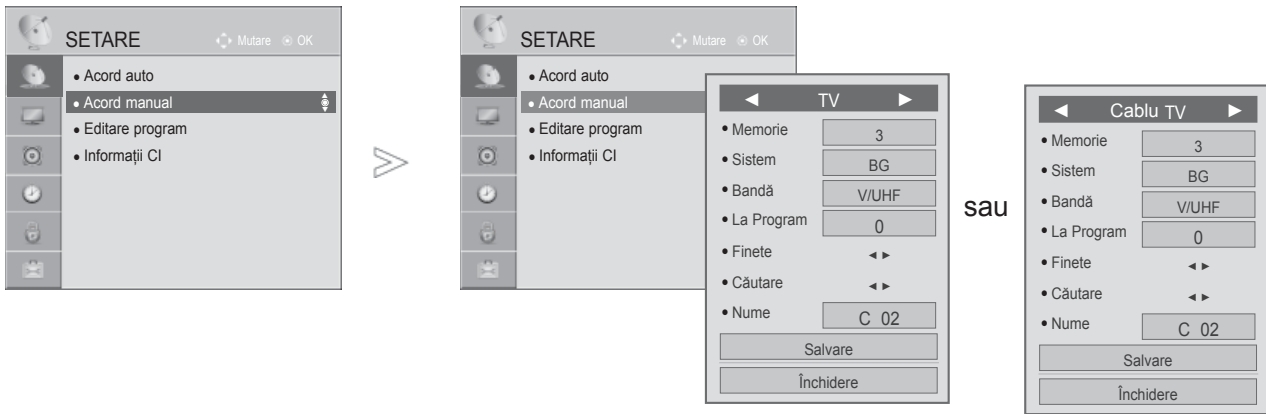 SETARE
Mutare OK
• Acord auto
• Acord manual
• Editare program
• Informații CI
SETARE
Mutare OK
• Acord auto
• Acord manual
• Editare program
• Informații CI
◄ TV ►
• Memorie 3
• Sistem BG
• Bandă V/UHF
• La Program 0
• Finete ◄ ►
• Căutare ◄ ►
• Nume C 02
Salvare
Închidere
sau
◄ Cablu TV ►
• Memorie 3
• Sistem BG
• Bandă V/UHF
• La Program 0
• Finete ◄ ►
• Căutare ◄ ►
• Nume C 02
Salvare
Închidere